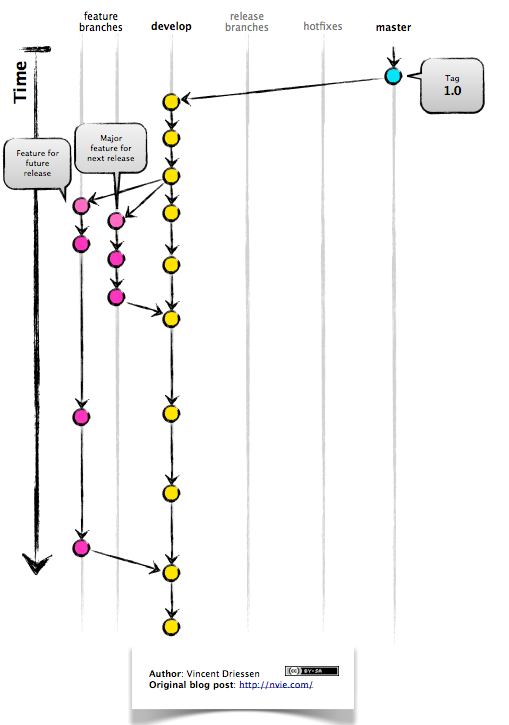 feature
branches
develop
release
branches
hotfixes
master
Time
Tag
1.0
Major
feature for
next release
Feature for
future
release
Author: Vincent Driessen
Original blog post: http://nvie.com/
(cc) BY-SA